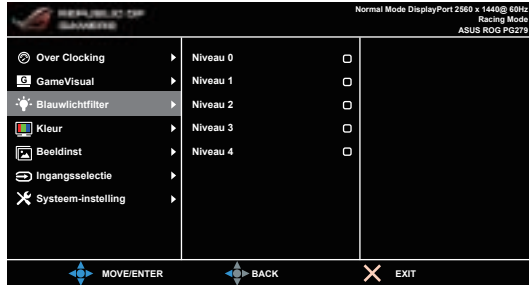 Normal Mode DisplayPort 2560 x 1440@ 60Hz
Racing Mode
ASUS ROG PG279
Over Clocking
Niveau 0
G GameVisual
Niveau 1
Blauwlichtfilter
Niveau 2
Kleur
Niveau 3
Beeldinst
Niveau 4
Ingangsselectie
Systeem-instelling
MOVE/ENTER
BACK
EXIT